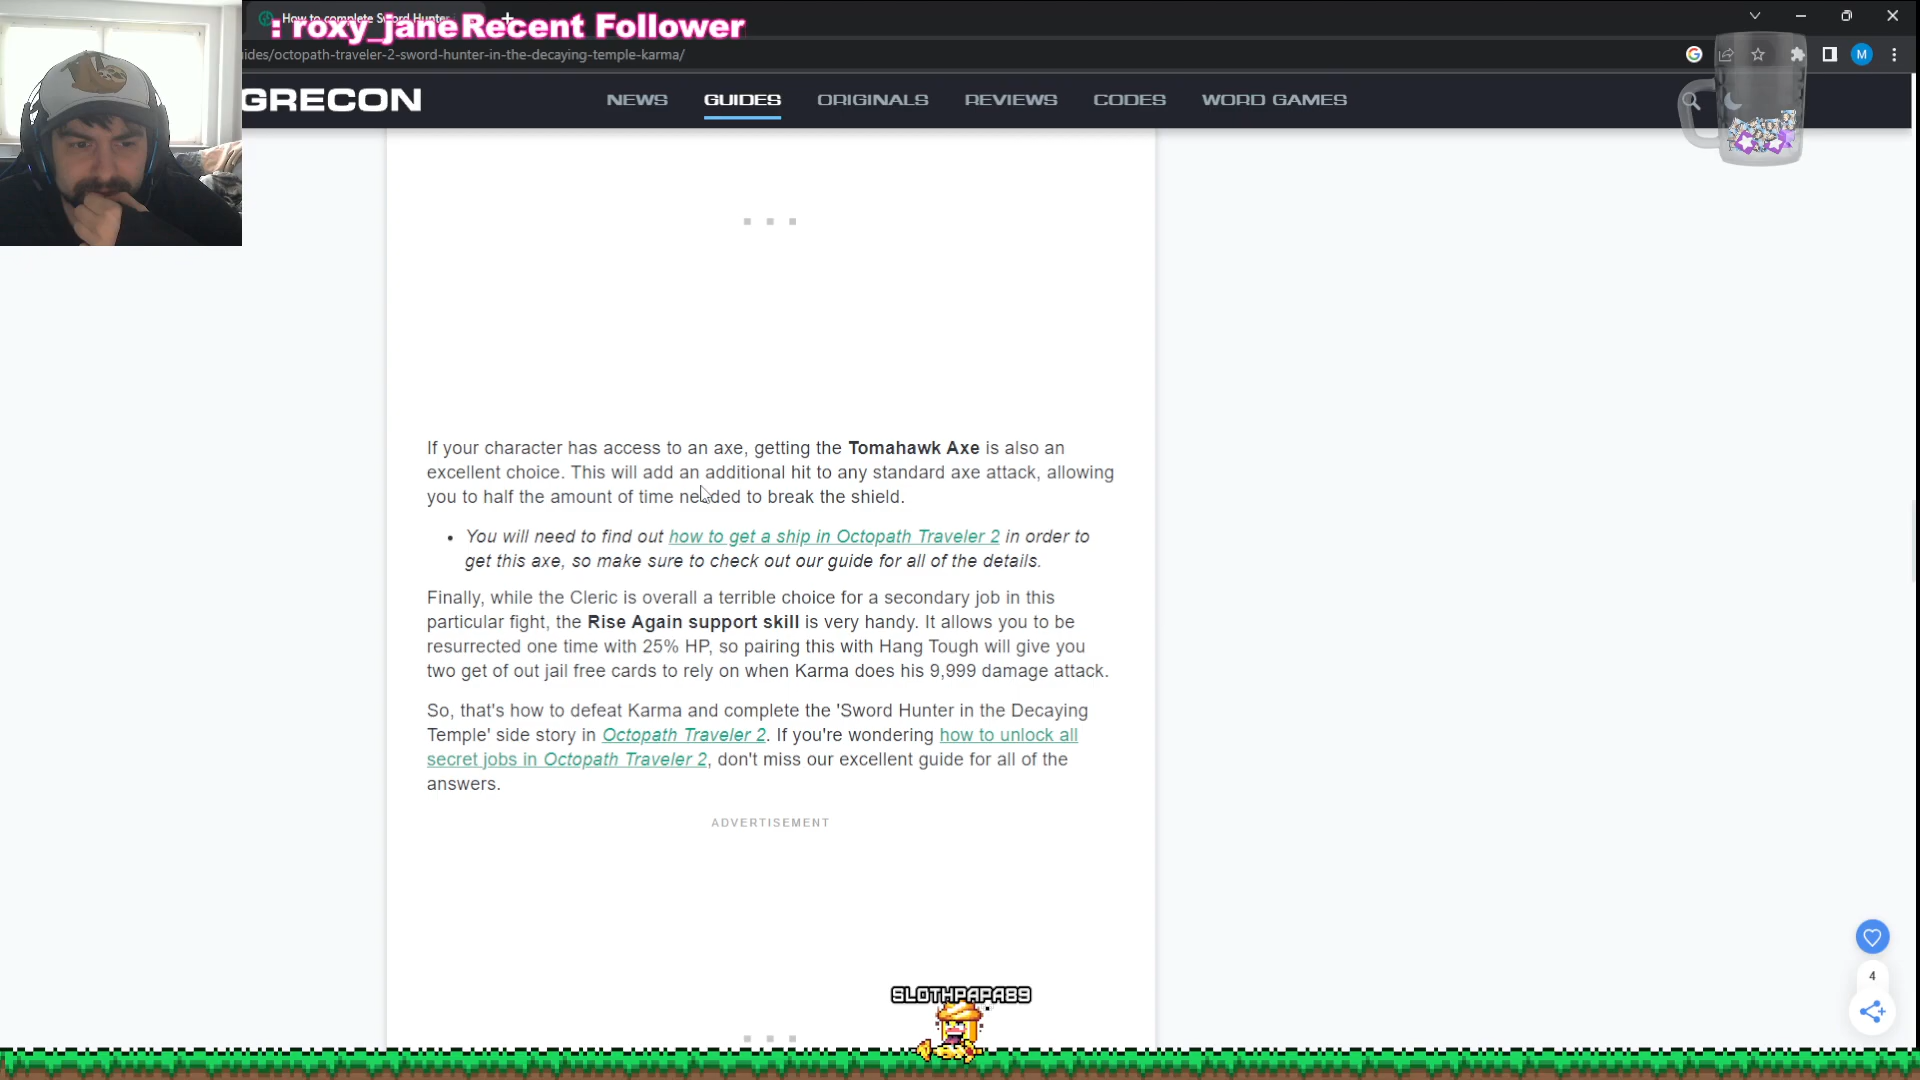 How to complete Sword Hunter
: roxy_jane Recent Follower
ides/octopath-traveler-2-sword-hunter-in-the-decaying-temple-karma/
M
GRECON
NEWS GUIDES ORIGINALS REVIEWS CODES WORD GAMES
If your character has access to an axe, getting the Tomahawk Axe is also an
excellent choice. This will add an additional hit to any standard axe attack, allowing
you to half the amount of time needed to break the shield.
• You will need to find out how to get a ship in Octopath Traveler 2 in order to
get this axe, so make sure to check out our guide for all of the details.
Finally, while the Cleric is overall a terrible choice for a secondary job in this
particular fight, the Rise Again support skill is very handy. It allows you to be
resurrected one time with 25% HP, so pairing this with Hang Tough will give you
two get of out jail free cards to rely on when Karma does his 9,999 damage attack.
So, that's how to defeat Karma and complete the 'Sword Hunter in the Decaying
Temple' side story in Octopath Traveler 2. If you're wondering how to unlock all
secret jobs in Octopath Traveler 2, don't miss our excellent guide for all of the
answers.
ADVERTISEMENT
4
SLOTHPAPA89